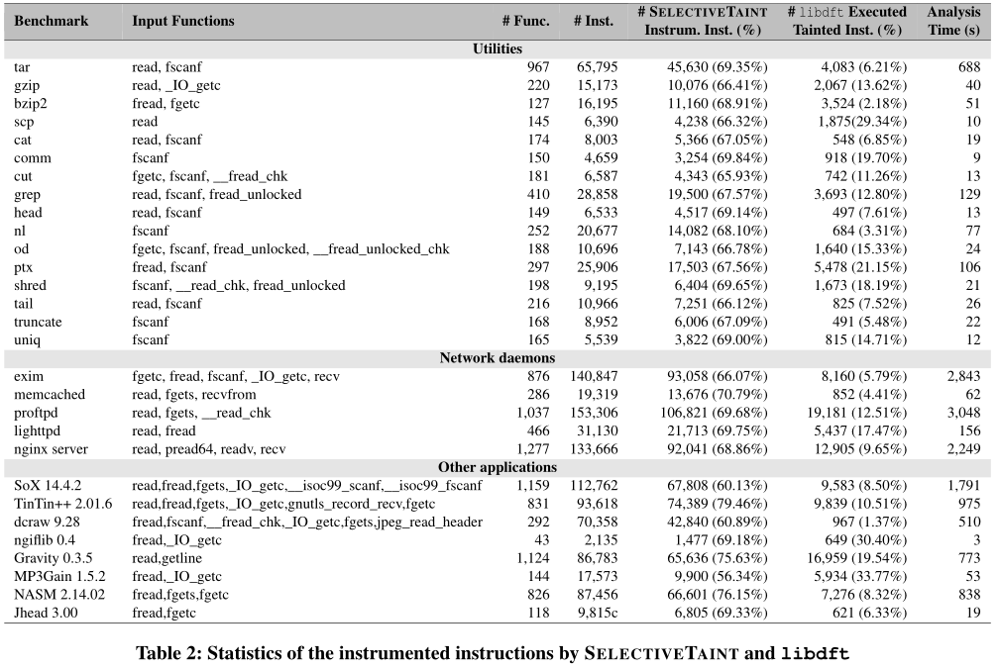 Benchmark Input Functions # Func. # Inst. # SELECTIVETAINT Instrum. Inst. (%) # libdft Executed Tainted Inst. (%) Analysis Time (s)
Utilities
tar read, fscanf 967 65,795 45,630 (69.35%) 4,083 (6.21%) 688
gzip read, _IO_getc 220 15,173 10,076 (66.41%) 2,067 (13.62%) 40
bzip2 fread, fgetc 127 16,195 11,160 (68.91%) 3,524 (2.18%) 51
scp read 145 6,390 4,238 (66.32%) 1,875(29.34%) 10
cat read, fscanf 174 8,003 5,366 (67.05%) 548 (6.85%) 19
comm fscanf 150 4,659 3,254 (69.84%) 918 (19.70%) 9
cut fgetc, fscanf, __fread_chk 181 6,587 4,343 (65.93%) 742 (11.26%) 13
grep read, fscanf, fread_unlocked 410 28,858 19,500 (67.57%) 3,693 (12.80%) 129
head read, fscanf 149 6,533 4,517 (69.14%) 497 (7.61%) 13
nl fscanf 252 20,677 14,082 (68.10%) 684 (3.31%) 77
od fgetc, fscanf, fread_unlocked, __fread_unlocked_chk 188 10,696 7,143 (66.78%) 1,640 (15.33%) 24
ptx fread, fscanf 297 25,906 17,503 (67.56%) 5,478 (21.15%) 106
shred fscanf, __read_chk, fread_unlocked 198 9,195 6,404 (69.65%) 1,673 (18.19%) 21
tail read, fscanf 216 10,966 7,251 (66.12%) 825 (7.52%) 26
truncate fscanf 168 8,952 6,006 (67.09%) 491 (5.48%) 22
uniq fscanf 165 5,539 3,822 (69.00%) 815 (14.71%) 12
Network daemons
exim fgetc, fread, fscanf, _IO_getc, recv 876 140,847 93,058 (66.07%) 8,160 (5.79%) 2,843
memcached read, fgets, recvfrom 286 19,319 13,676 (70.79%) 852 (4.41%) 62
proftpd read, fgets, __read_chk 1,037 153,306 106,821 (69.68%) 19,181 (12.51%) 3,048
lighttpd read, fread 466 31,130 21,713 (69.75%) 5,437 (17.47%) 156
nginx server read, pread64, readv, recv 1,277 133,666 92,041 (68.86%) 12,905 (9.65%) 2,249
Other applications
SoX 14.4.2 read,fread,fgets,_IO_getc,__isoc99_scanf,__isoc99_fscanf 1,159 112,762 67,808 (60.13%) 9,583 (8.50%) 1,791
TinTin++ 2.01.6 read,fread,fgets,_IO_getc,gnutls_record_recv,fgetc 831 93,618 74,389 (79.46%) 9,839 (10.51%) 975
dcraw 9.28 fread,fscanf,__fread_chk,_IO_getc,fgets,jpeg_read_header 292 70,358 42,840 (60.89%) 967 (1.37%) 510
ngiflib 0.4 fread,_IO_getc 43 2,135 1,477 (69.18%) 649 (30.40%) 3
Gravity 0.3.5 read,getline 1,124 86,783 65,636 (75.63%) 16,959 (19.54%) 773
MP3Gain 1.5.2 fread,_IO_getc 144 17,573 9,900 (56.34%) 5,934 (33.77%) 53
NASM 2.14.02 fread,fgets,fgetc 826 87,456 66,601 (76.15%) 7,276 (8.32%) 838
Jhead 3.00 fread,fgetc 118 9,815c 6,805 (69.33%) 621 (6.33%) 19
Table 2: Statistics of the instrumented instructions by SELECTIVETAINT and libdft